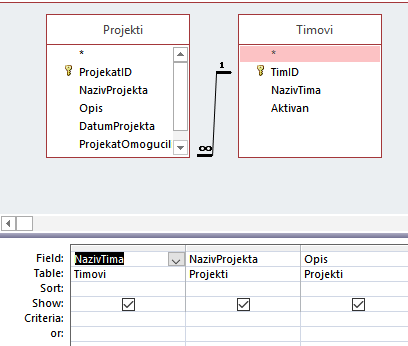 Projekti
*
ProjekatID
NazivProjekta
Opis
DatumProjekta
ProjekatOmogucil
1
∞
Timovi
*
TimID
NazivTima
Aktivan
Field: NazivTima NazivProjekta Opis
Table: Timovi Projekti Projekti
Sort:
Show:
Criteria:
or: